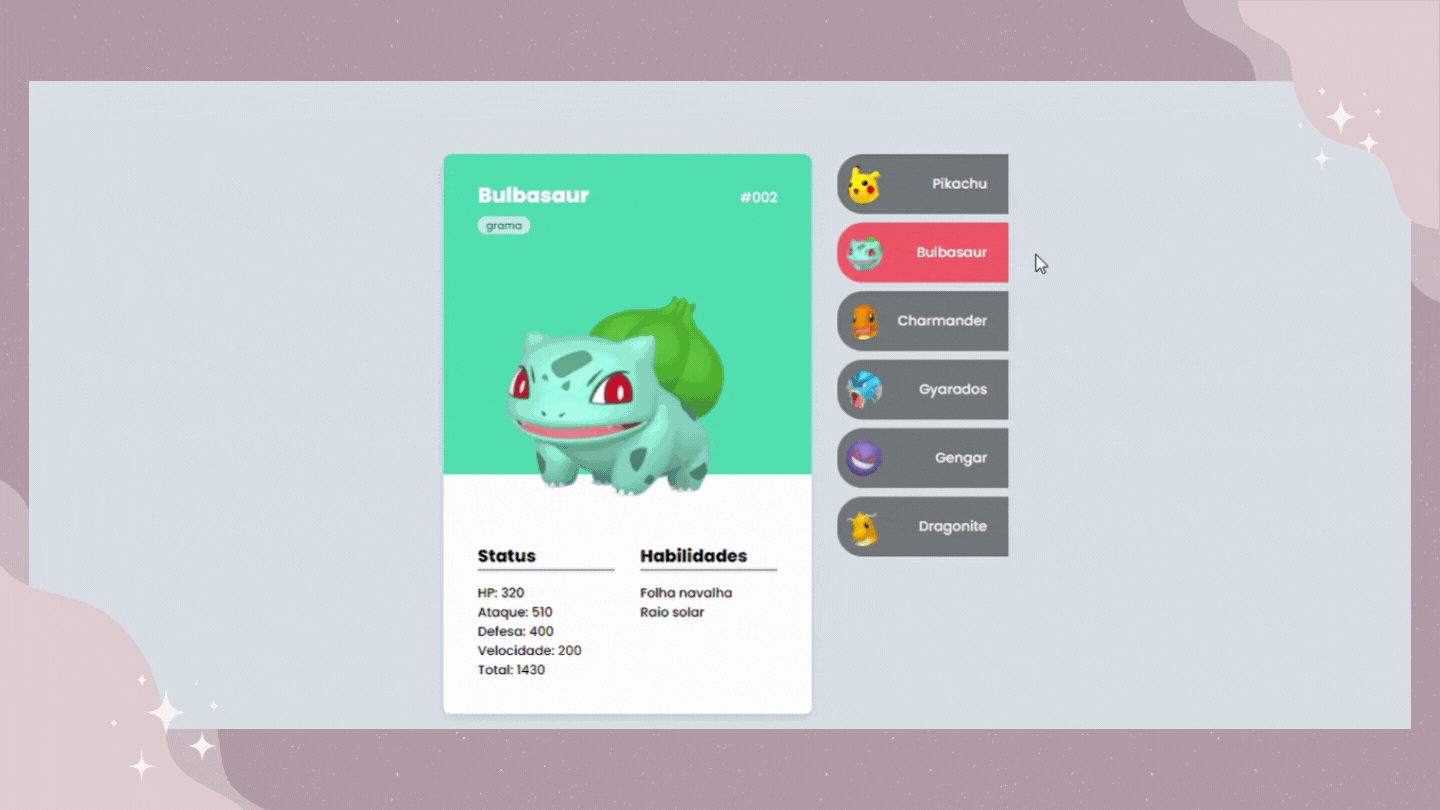 Bulbasaur #002
grama
Status
HP: 320
Ataque: 510
Defesa: 400
Velocidade: 200
Total: 1430
Habilidades
Folha navalha
Raio solar
Pikachu
Bulbasaur
Charmander
Gyarados
Gengar
Dragonite